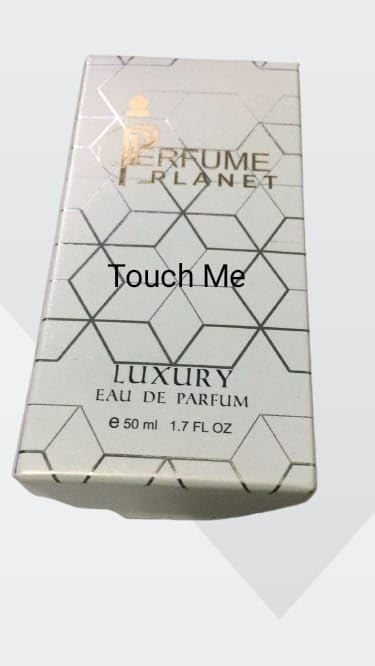 PERFUME
PLANET
Touch Me
LUXURY
EAU DE PARFUM
e 50 ml 1.7 FL OZ